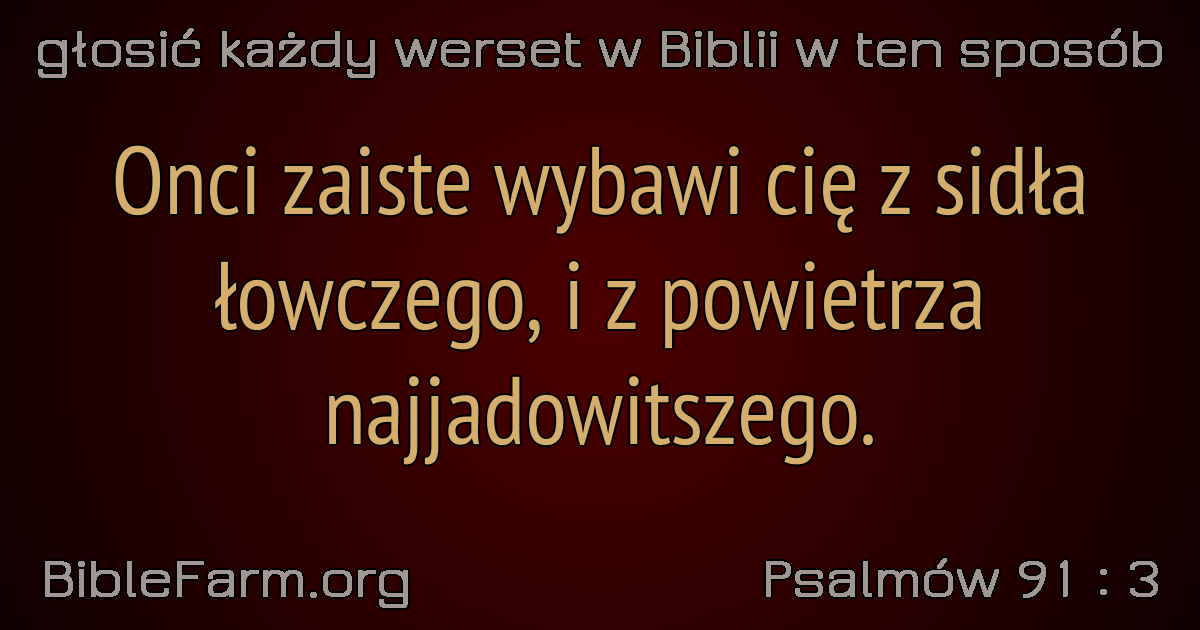 głosić każdy werset w Biblii w ten sposób
Onci zaiste wybawi cię z sidła
łowczego, i z powietrza
najjadowitszego.
BibleFarm.org
Psalmów 91 : 3